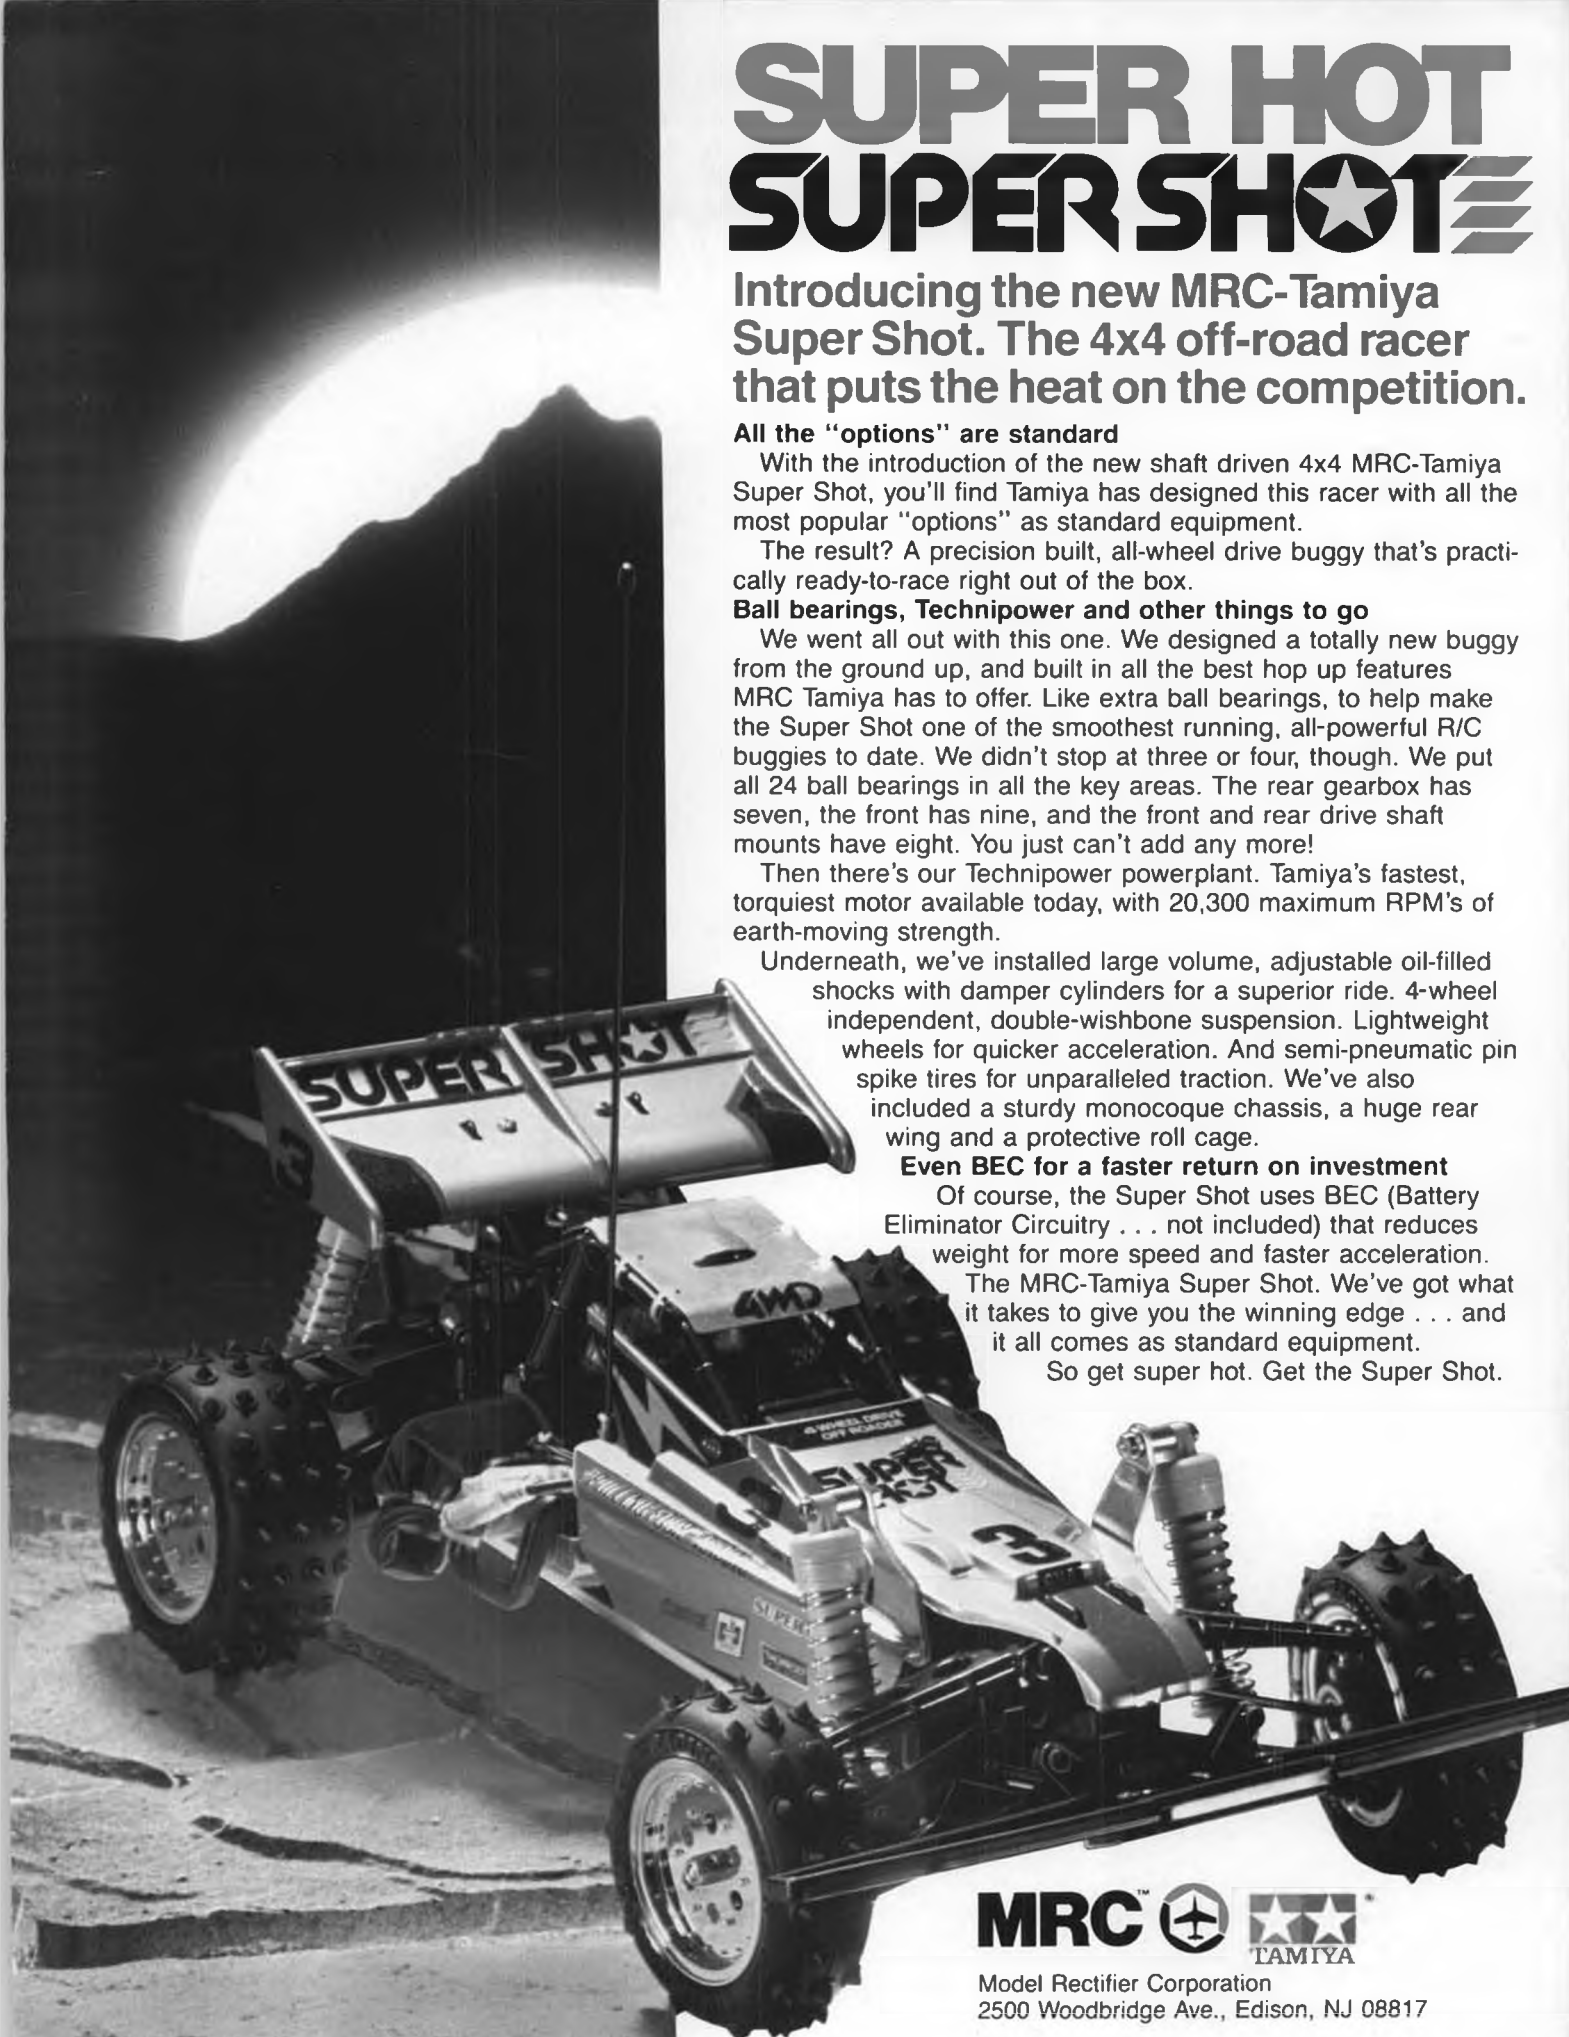 SUPER HOT
SUPER SHOT
Introducing the new MRC-Tamiya
Super Shot. The 4x4 off-road racer
that puts the heat on the competition.
All the "options" are standard
With the introduction of the new shaft driven 4x4 MRC-Tamiya
Super Shot, you'll find Tamiya has designed this racer with all the
most popular "options" as standard equipment.
The result? A precision built, all-wheel drive buggy that's practi-
cally ready-to-race right out of the box.
Ball bearings, Technipower and other things to go
We went all out with this one. We designed a totally new buggy
from the ground up, and built in all the best hop up features
MRC Tamiya has to offer. Like extra ball bearings, to help make
the Super Shot one of the smoothest running, all-powerful R/C
buggies to date. We didn't stop at three or four, though. We put
all 24 ball bearings in all the key areas. The rear gearbox has
seven, the front has nine, and the front and rear drive shaft
mounts have eight. You just can't add any more!
Then there's our Technipower powerplant. Tamiya's fastest,
torquiest motor available today, with 20,300 maximum RPM's of
earth-moving strength.
Underneath, we've installed large volume, adjustable oil-filled
shocks with damper cylinders for a superior ride. 4-wheel
independent, double-wishbone suspension. Lightweight
wheels for quicker acceleration. And semi-pneumatic pin
spike tires for unparalleled traction. We've also
included a sturdy monocoque chassis, a huge rear
wing and a protective roll cage.
Even BEC for a faster return on investment
Of course, the Super Shot uses BEC (Battery
Eliminator Circuitry . . . not included) that reduces
weight for more speed and faster acceleration.
The MRC-Tamiya Super Shot. We've got what
it takes to give you the winning edge . . . and
it all comes as standard equipment.
So get super hot. Get the Super Shot.
SUPER SHOT
3
4WD
4 WHEEL DRIVE
OFF ROADER
SUPER
SHOT
3
3
MRC™
TAMIYA
Model Rectifier Corporation
2500 Woodbridge Ave., Edison, NJ 08817